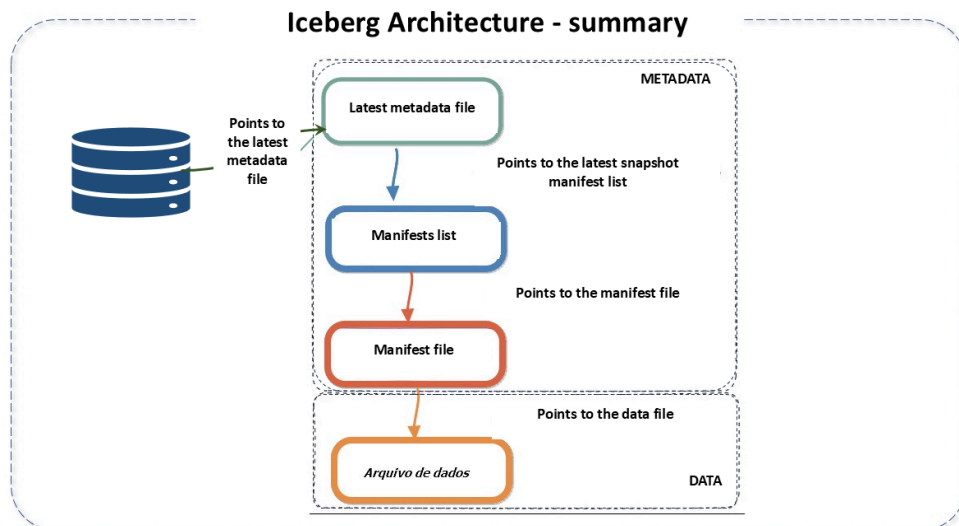 Iceberg Architecture - summary
METADATA
Latest metadata file
Points to
the latest
metadata
file
Points to the latest snapshot
manifest list
Manifests list
Points to the manifest file
Manifest file
Points to the data file
Arquivo de dados
DATA